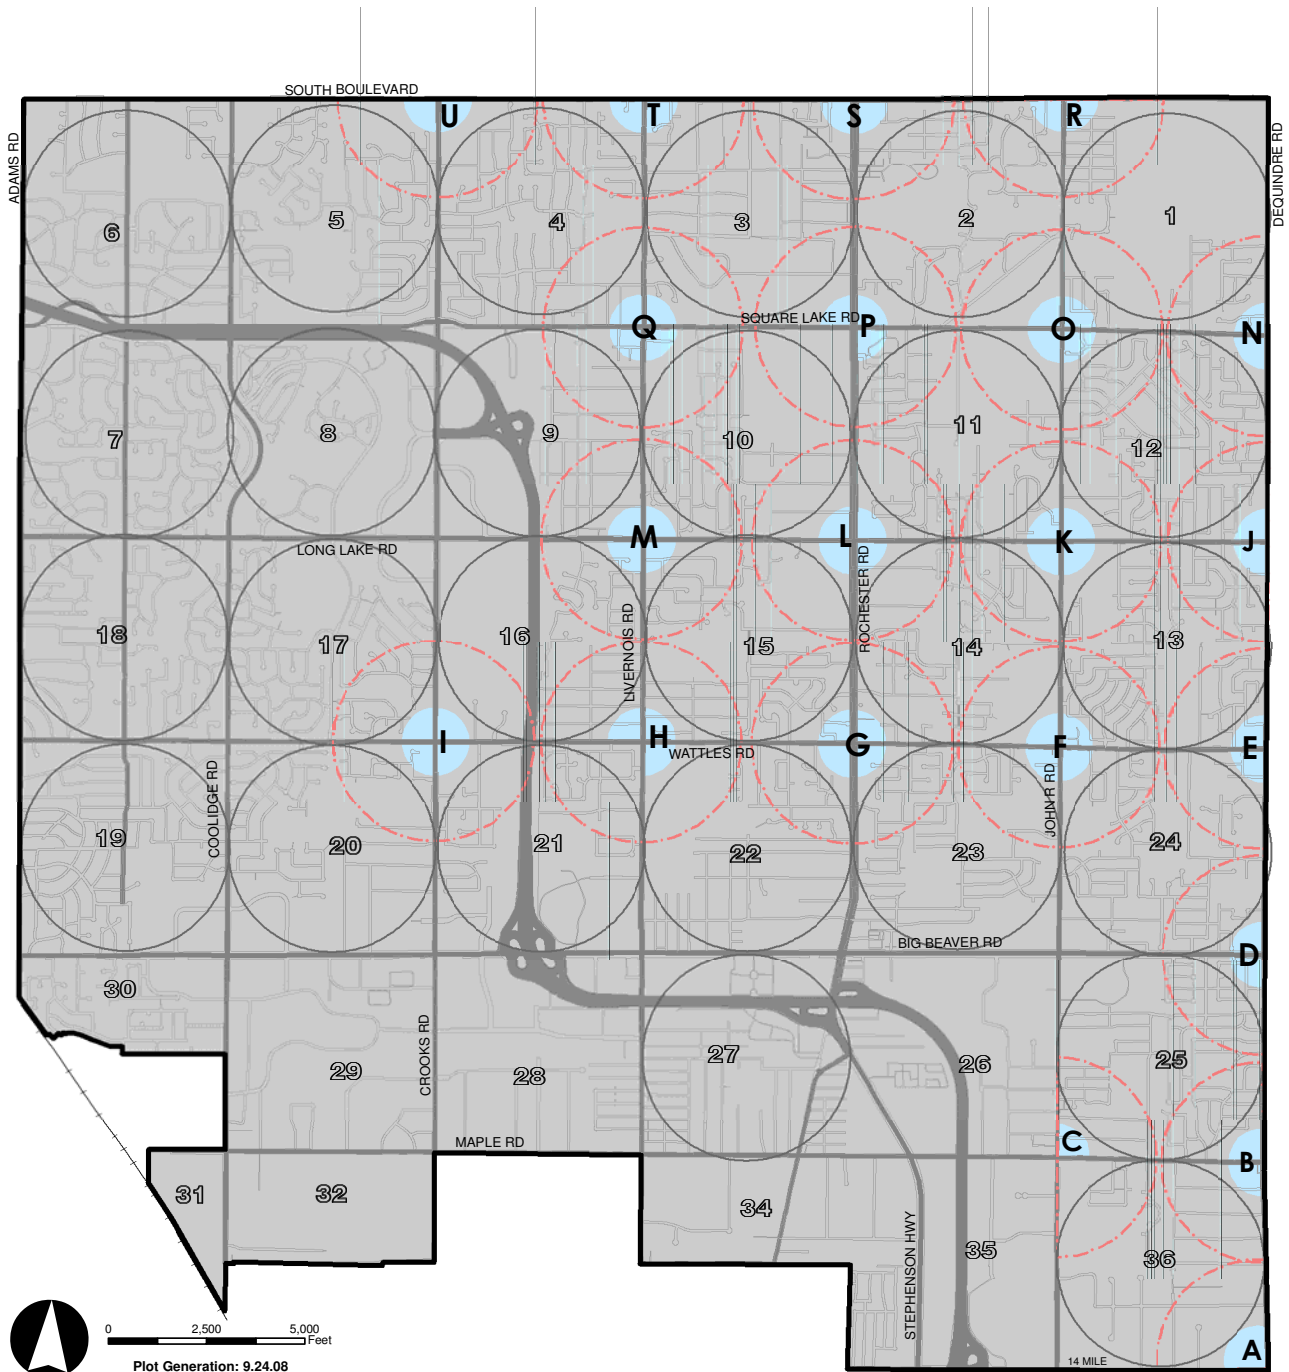 SOUTH BOULEVARD
ADAMS RD
DEQUINDRE RD
U
T
S
R
6
5
4
3
2
1
Q
SQUARE LAKE RD
P
O
N
7
8
9
10
11
12
LONG LAKE RD
M
L
K
J
ROCHESTER RD
LIVERNOIS RD
18
17
16
15
14
13
I
H
WATTLES RD
G
F
E
COOLIDGE RD
JOHN R RD
19
20
21
22
23
24
BIG BEAVER RD
D
30
29
CROOKS RD
28
27
26
25
MAPLE RD
C
B
31
32
34
STEPHENSON HWY
35
36
A
14 MILE
0 2,500 5,000
Feet
Plot Generation: 9.24.08